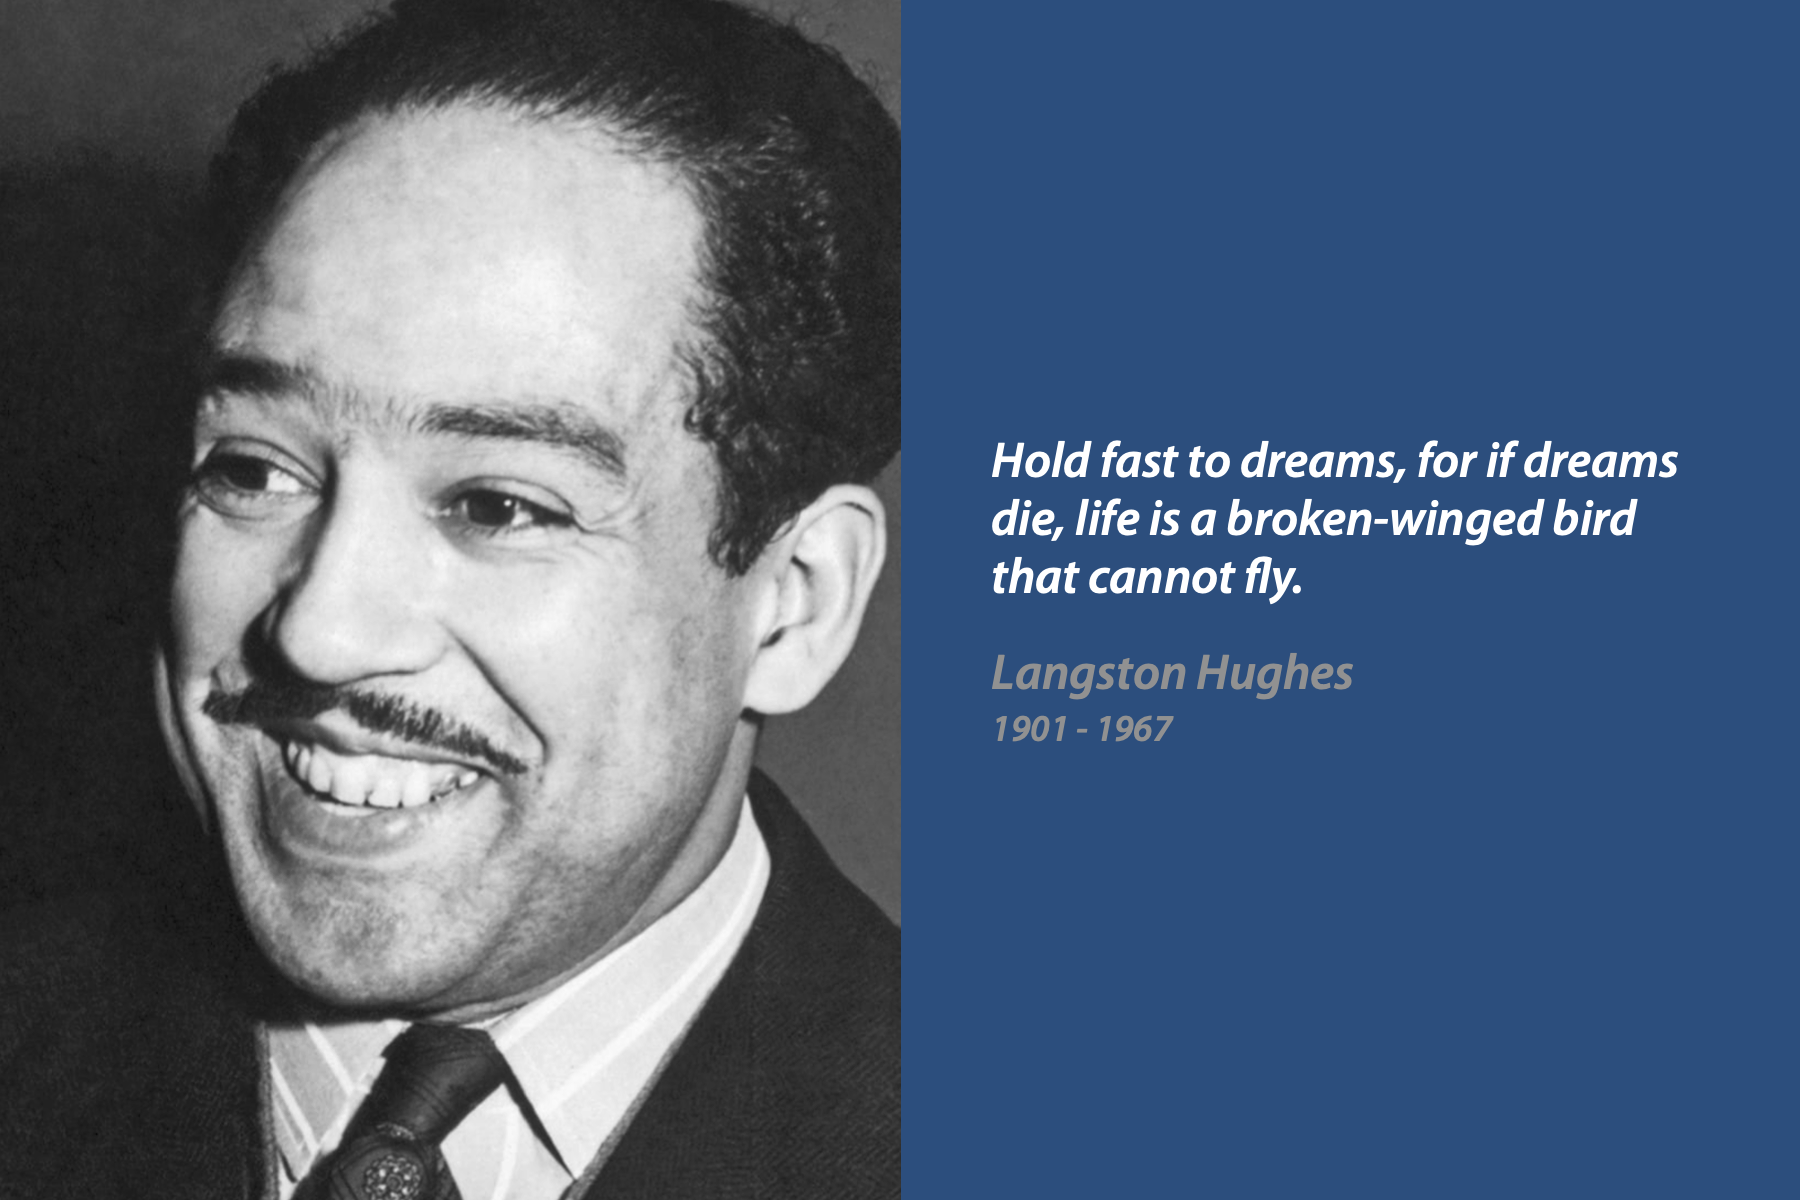 Hold fast to dreams, for if dreams
die, life is a broken-winged bird
that cannot fly.
Langston Hughes
1901 - 1967